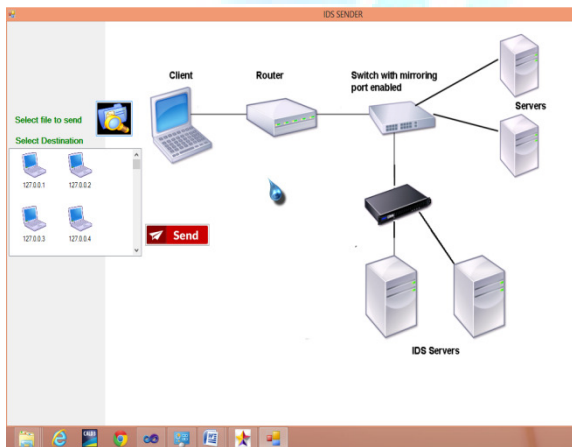 IDS SENDER
Client
Router
Switch with mirroring
port enabled
Servers
Select file to send
Select Destination
127.0.0.1
127.0.0.2
127.0.0.3
127.0.0.4
Send
IDS Servers